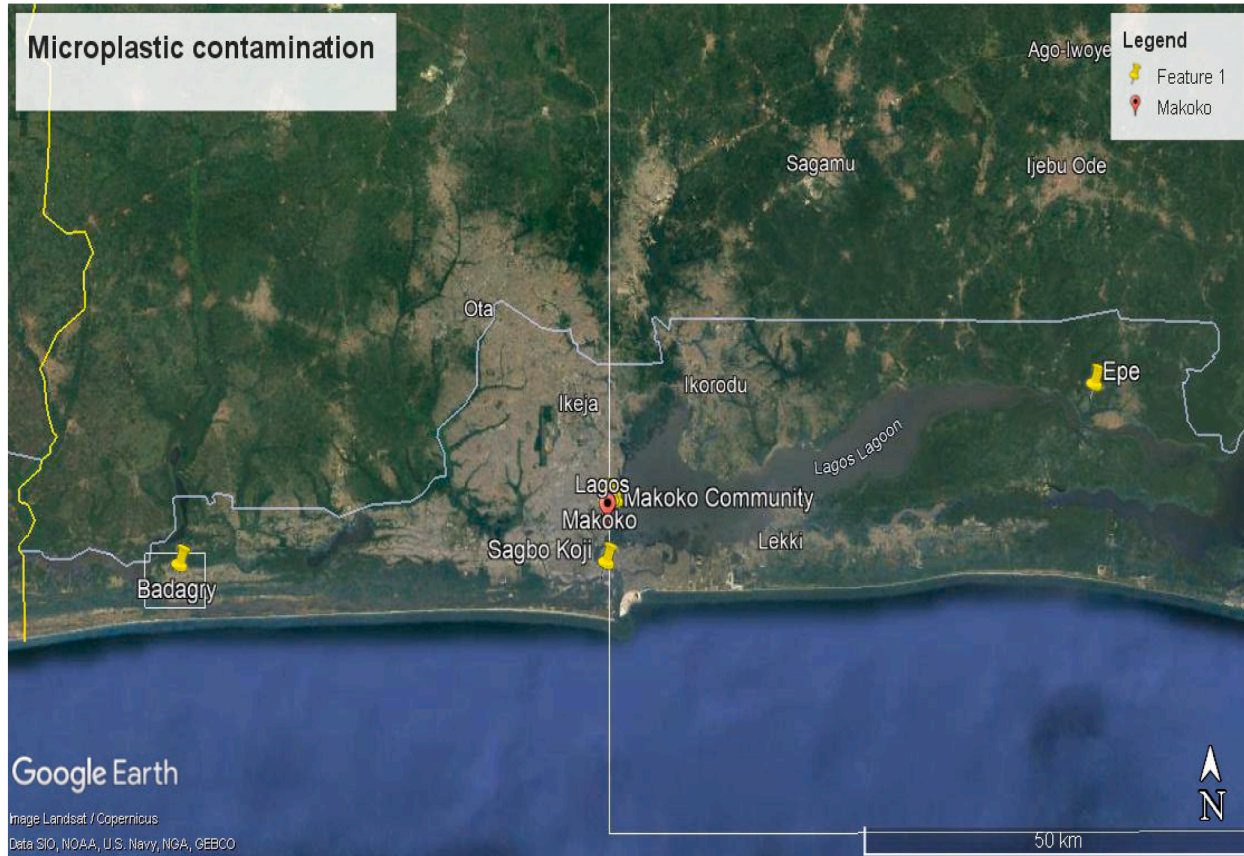 Microplastic contamination
Legend
Feature 1
Makoko
Ago-Iwoye
Sagamu
Ijebu Ode
Ota
Ikeja
Ikorodu
Epe
Lagos Lagoon
Lagos
Makoko Community
Makoko
Sagbo Koji
Lekki
Badagry
Google Earth
Image Landsat / Copernicus
Data SIO, NOAA, U.S. Navy, NGA, GEBCO
N
50 km